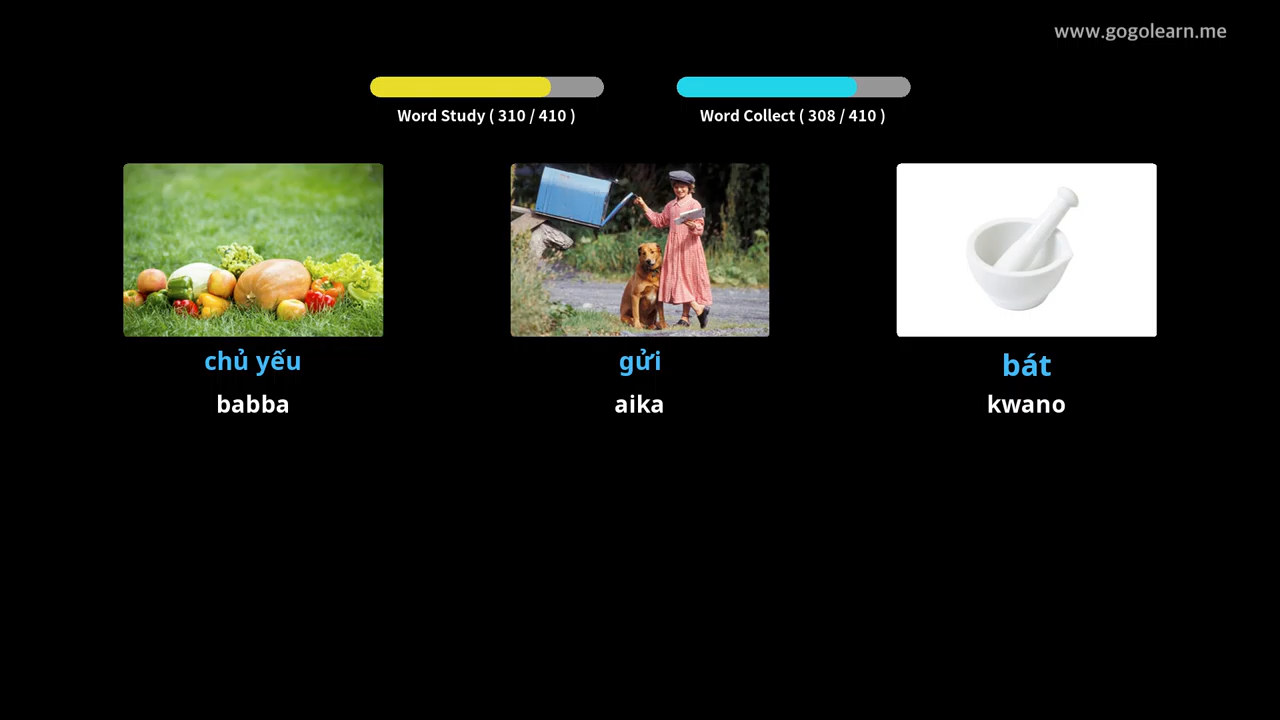 www.gogolearn.me
Word Study ( 310 / 410 )
Word Collect ( 308 / 410 )
chủ yếu
gửi
bát
babba
aika
kwano